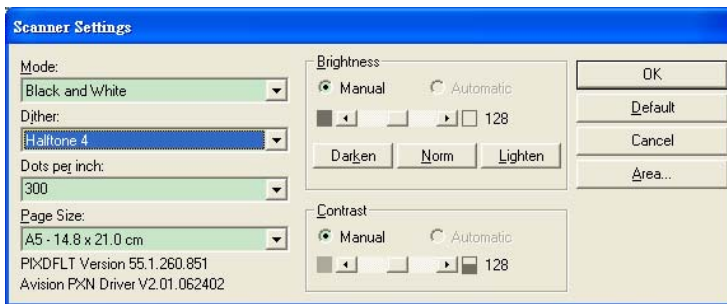 Scanner Settings
Mode:
Black and White
Dither:
Halftone 4
Dots per inch:
300
Page Size:
A5 - 14.8 x 21.0 cm
PIXDFLT Version 55.1.260.851
Avision PXN Driver V2.01.062402
Brightness
Manual Automatic
128
Darken Norm Lighten
Contrast
Manual Automatic
128
OK
Default
Cancel
Area...